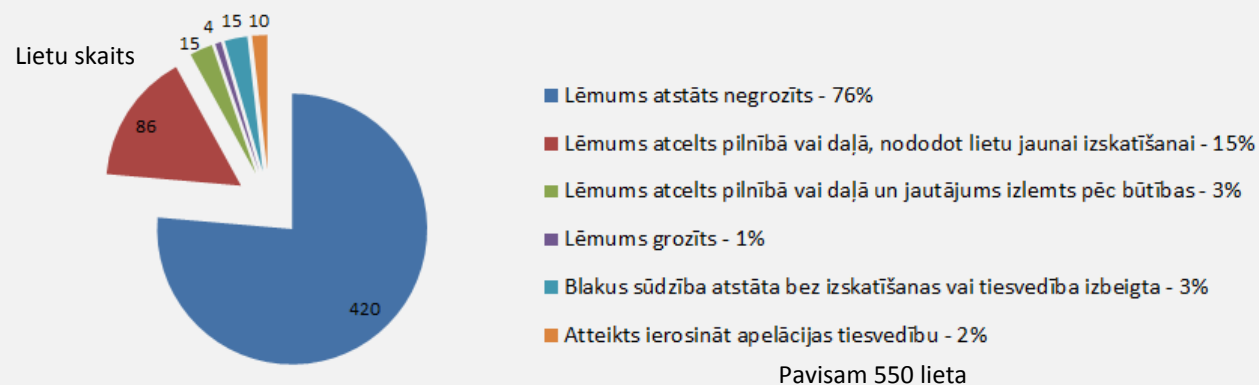 4 15 10
15
Lietu skaits
86
420
Lēmums atstāts negrozīts - 76%
Lēmums atcelts pilnībā vai daļā, nododot lietu jaunai izskatīšanai - 15%
Lēmums atcelts pilnībā vai daļā un jautājums izlemts pēc būtības - 3%
Lēmums grozīts - 1%
Blakus sūdzība atstāta bez izskatīšanas vai tiesvedība izbeigta - 3%
Atteikts ierosināt apelācijas tiesvedību - 2%
Pavisam 550 lieta